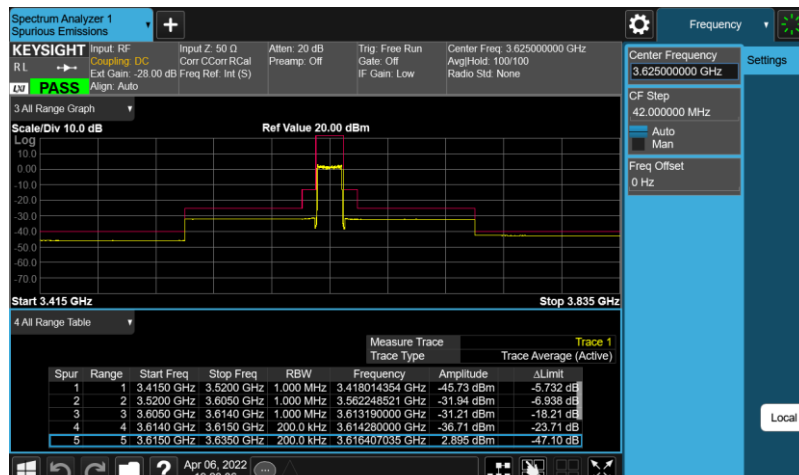 Spectrum Analyzer 1
Spurious Emissions
+
Frequency
KEYSIGHT Input: RF Input Z: 50 Ω Atten: 20 dB Trig: Free Run Center Freq: 3.625000000 GHz
RL Coupling: DC Corr CCorr RCal Preamp: Off Gate: Off Avg|Hold: 100/100
Ext Gain: -28.00 dB Freq Ref: Int (S) IF Gain: Low Radio Std: None
LXI PASS Align: Auto
Center Frequency
3.625000000 GHz
Settings
CF Step
42.000000 MHz
Auto
Man
Freq Offset
0 Hz
3 All Range Graph
Scale/Div 10.0 dB Ref Value 20.00 dBm
Log
10.0
0.00
-10.0
-20.0
-30.0
-40.0
-50.0
-60.0
-70.0
Start 3.415 GHz Stop 3.835 GHz
4 All Range Table
Measure Trace Trace 1
Trace Type Trace Average (Active)
Spur Range Start Freq Stop Freq RBW Frequency Amplitude ΔLimit
1 1 3.4150 GHz 3.5200 GHz 1.000 MHz 3.418014354 GHz -45.73 dBm -5.732 dB
2 2 3.5200 GHz 3.6050 GHz 1.000 MHz 3.562248521 GHz -31.94 dBm -6.938 dB
3 3 3.6050 GHz 3.6140 GHz 1.000 MHz 3.613190000 GHz -31.21 dBm -18.21 dB
4 4 3.6140 GHz 3.6150 GHz 200.0 kHz 3.614280000 GHz -36.71 dBm -23.71 dB
5 5 3.6150 GHz 3.6350 GHz 200.0 kHz 3.616407035 GHz 2.895 dBm -47.10 dB
Local
? Apr 06, 2022